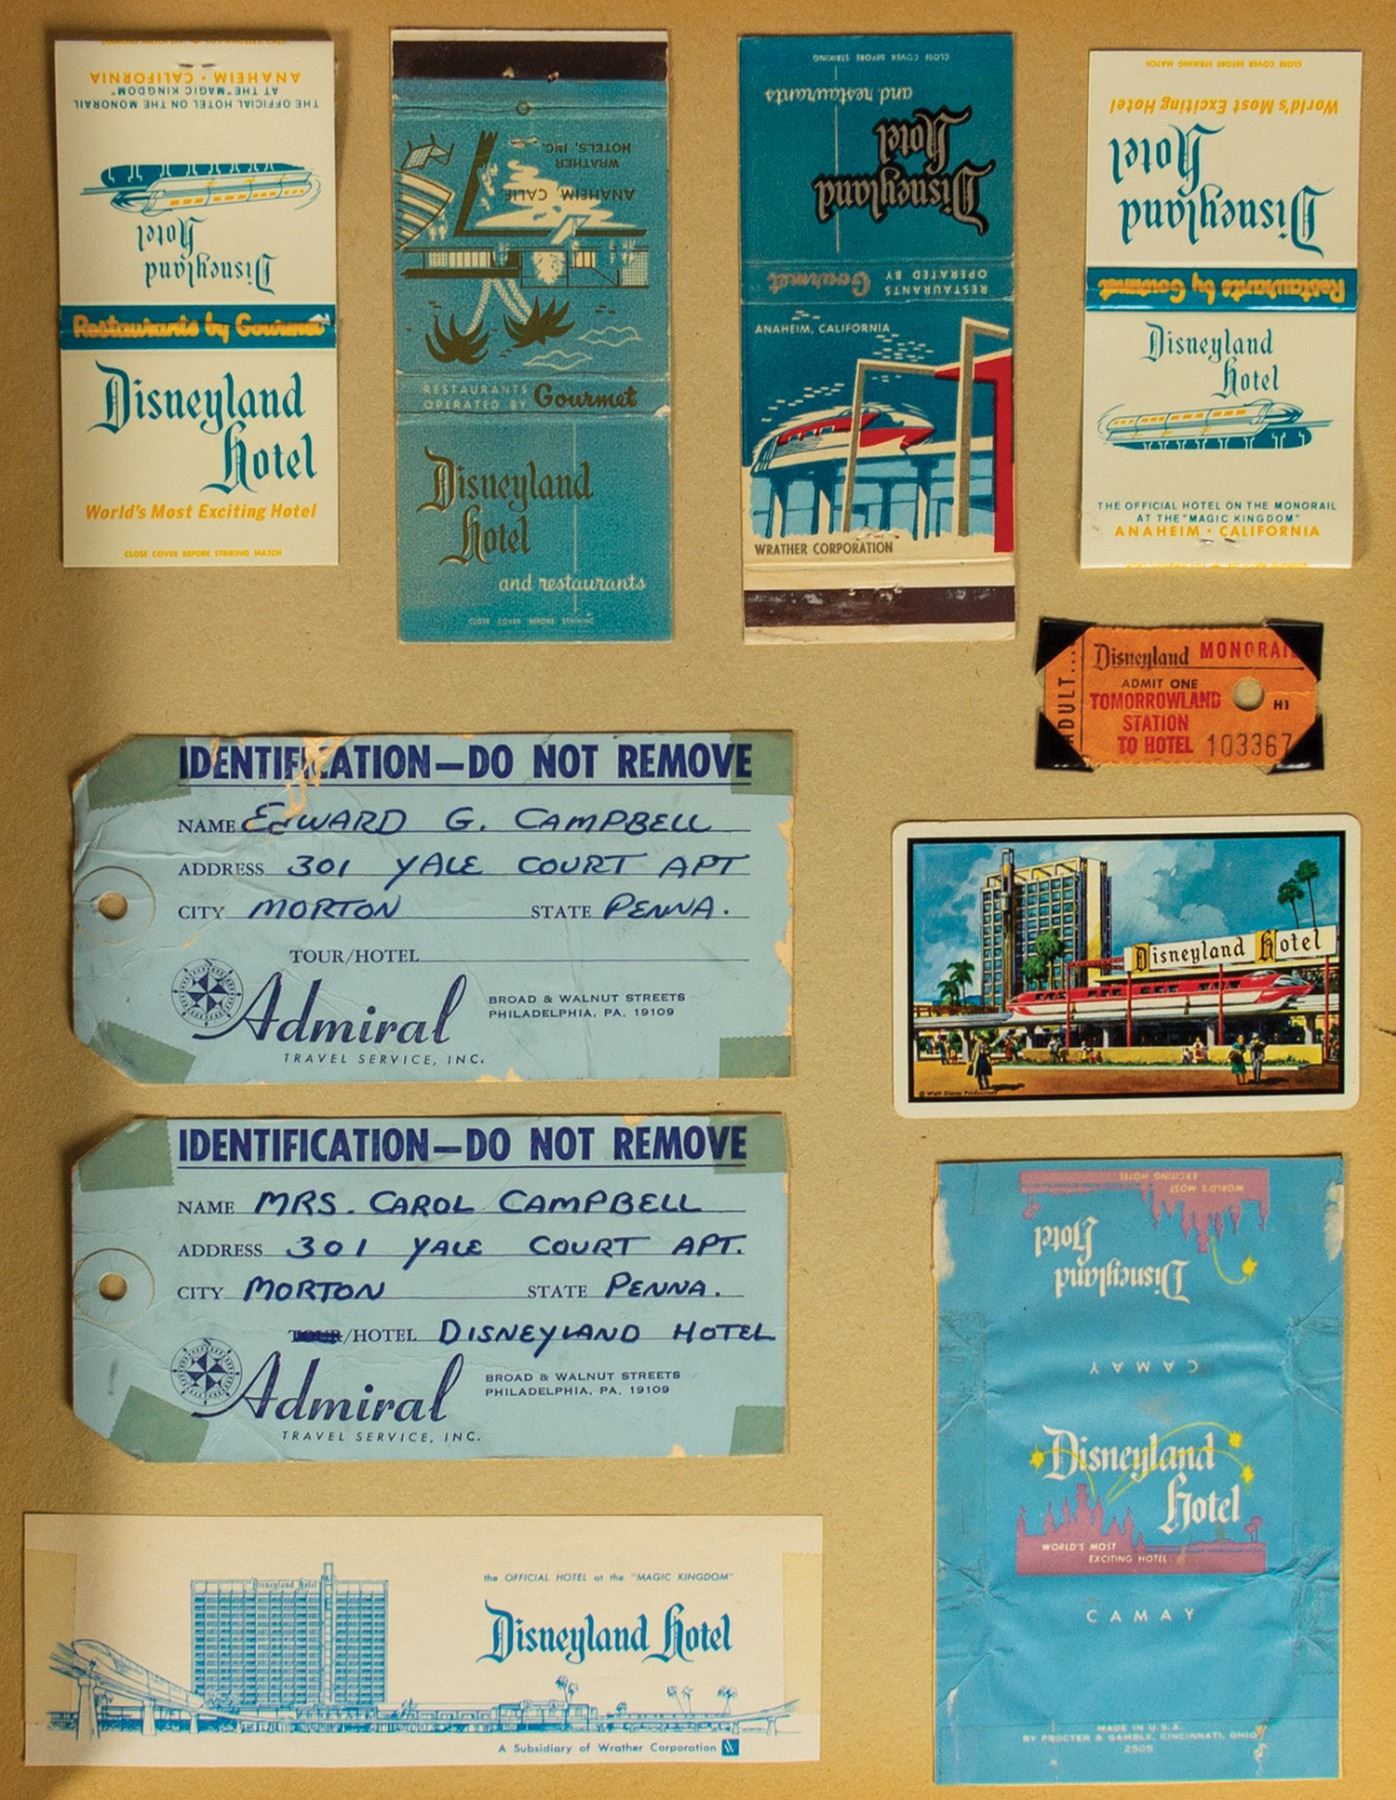 THE OFFICIAL HOTEL ON THE MONORAIL
AT THE "MAGIC KINGDOM"
ANAHEIM • CALIFORNIA
Disneyland
Hotel
Restaurants by Gourmet
Disneyland
Hotel
World's Most Exciting Hotel
CLOSE COVER BEFORE STRIKING MATCH
WRATHER
HOTELS, INC.
ANAHEIM, CALIF
RESTAURANTS
OPERATED BY Gourmet
Disneyland
Hotel
and restaurants
CLOSE COVER BEFORE STRIKING
CLOSE COVER BEFORE STRIKING
Disneyland
Hotel
and restaurants
RESTAURANTS
OPERATED BY Gourmet
ANAHEIM, CALIFORNIA
WRATHER CORPORATION
CLOSE COVER BEFORE STRIKING MATCH
World's Most Exciting Hotel
Disneyland
Hotel
Restaurants by Gourmet
Disneyland
Hotel
THE OFFICIAL HOTEL ON THE MONORAIL
AT THE "MAGIC KINGDOM"
ANAHEIM • CALIFORNIA
ADULT...
Disneyland MONORAIL
ADMIT ONE
TOMORROWLAND
STATION
TO HOTEL
H1
103367
IDENTIFICATION—DO NOT REMOVE
NAME EDWARD G. CAMPBELL
ADDRESS 301 YALE COURT APT
CITY MORTON STATE PENNA.
TOUR/HOTEL
Admiral
TRAVEL SERVICE, INC.
BROAD & WALNUT STREETS
PHILADELPHIA, PA. 19109
Disneyland Hotel
© Walt Disney Productions
IDENTIFICATION—DO NOT REMOVE
NAME MRS. CAROL CAMPBELL
ADDRESS 301 YALE COURT APT.
CITY MORTON STATE PENNA.
TOUR/HOTEL DISNEYLAND HOTEL
Admiral
TRAVEL SERVICE, INC.
BROAD & WALNUT STREETS
PHILADELPHIA, PA. 19109
WORLD'S MOST
EXCITING HOTEL
Disneyland
Hotel
CAMAY
Disneyland
Hotel
WORLD'S MOST
EXCITING HOTEL
CAMAY
MADE IN U.S.A.
BY PROCTER & GAMBLE, CINCINNATI, OHIO
2505
Disneyland Hotel
the OFFICIAL HOTEL at the "MAGIC KINGDOM"
Disneyland Hotel
A Subsidiary of Wrather Corporation W